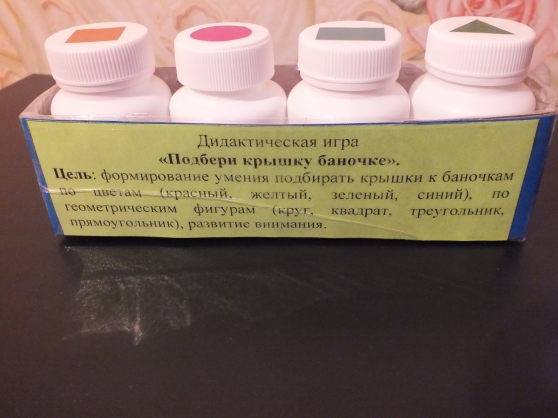 Дидактическая игра
«Подбери крышку баночке».
Цель: формирование умения подбирать крышки к баночкам
по цветам (красный, желтый, зеленый, синий), по
геометрическим фигурам (круг, квадрат, треугольник,
прямоугольник), развитие внимания.